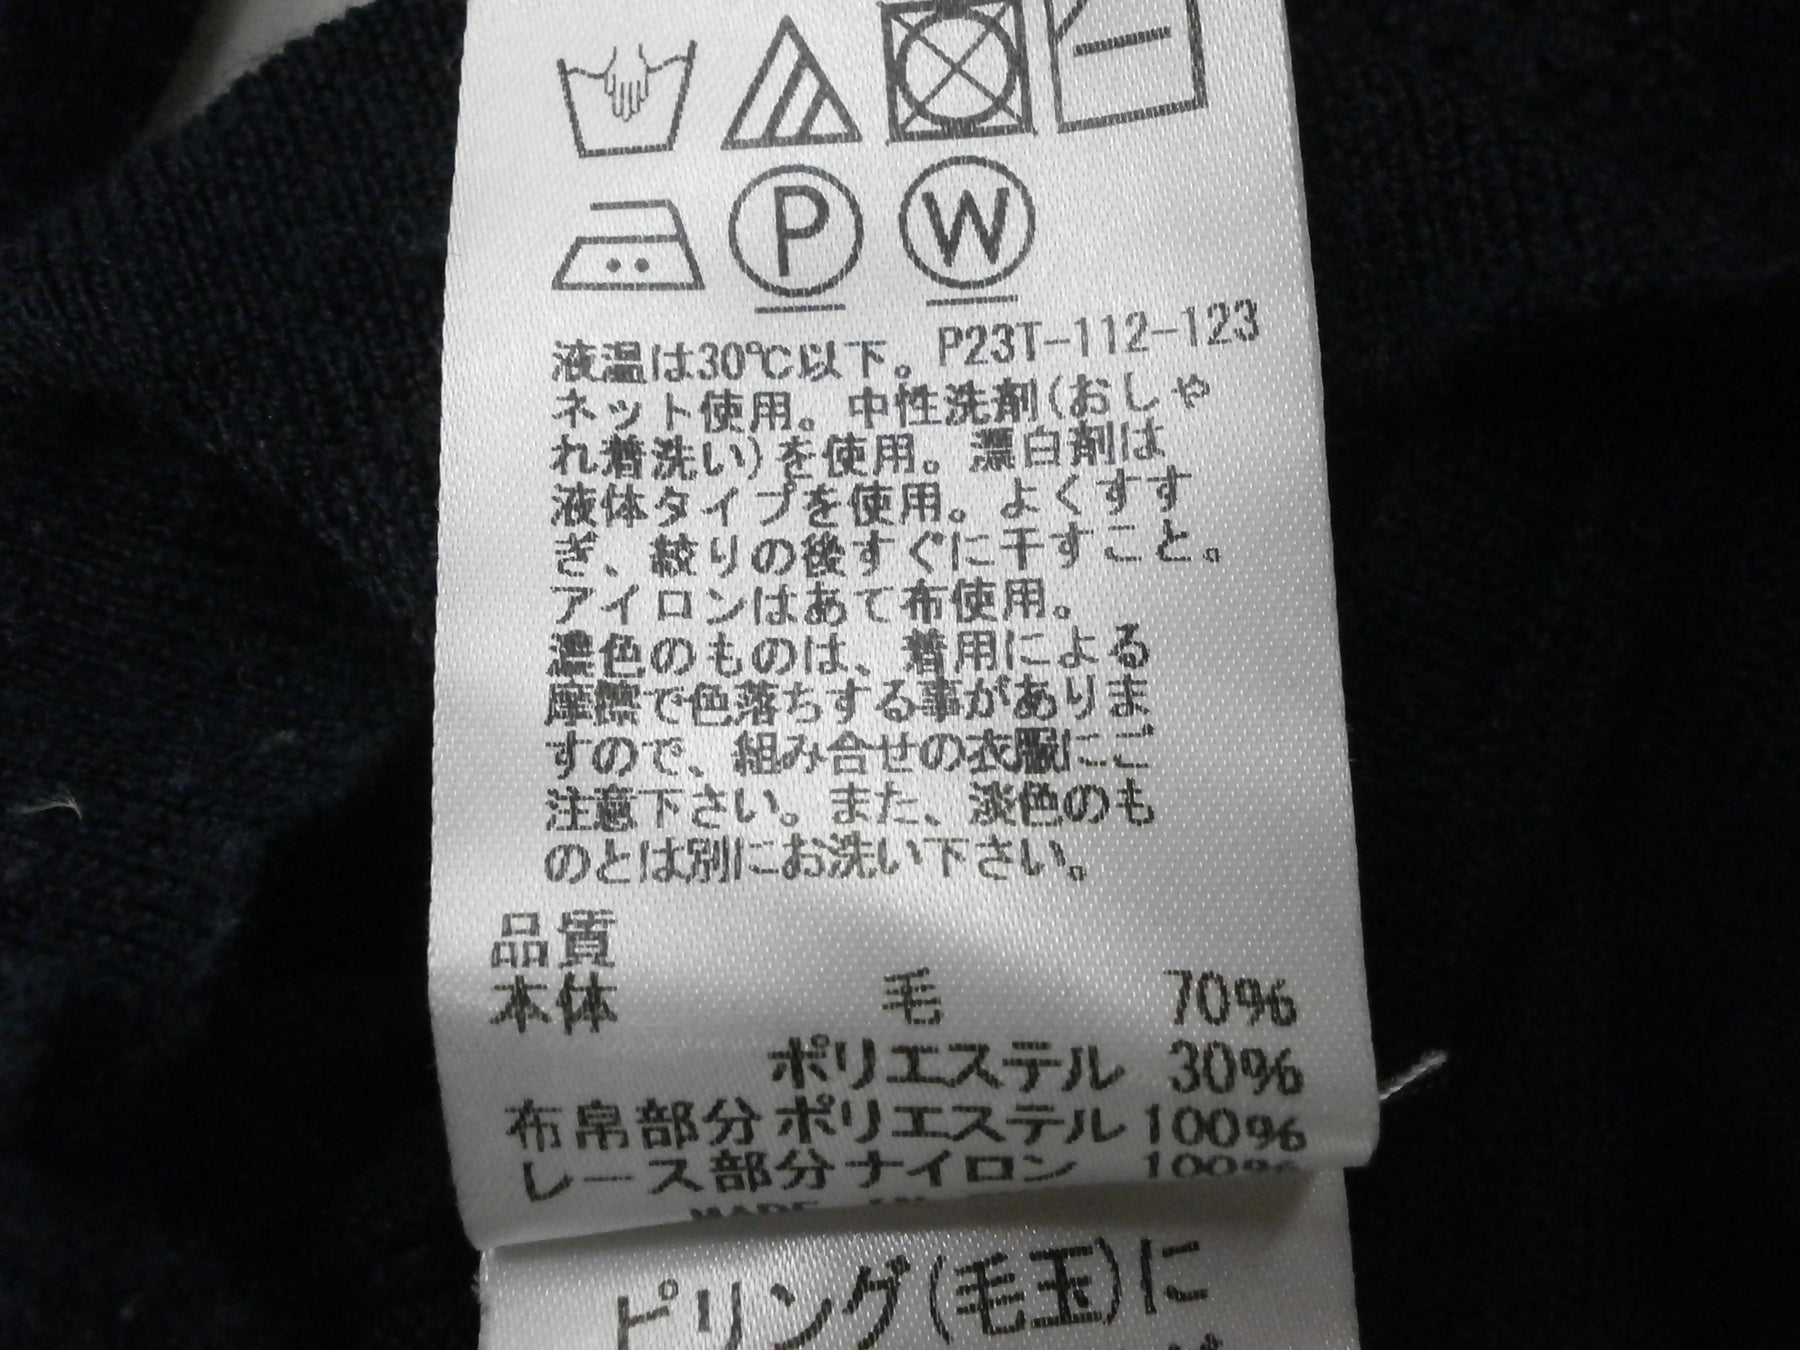 P
W
液温は30℃以下。P23T-112-123
ネット使用。中性洗剤(おしゃ
れ着洗い)を使用。漂白剤は
液体タイプを使用。よくすす
ぎ、絞りの後すぐに干すこと。
アイロンはあて布使用。
濃色のものは、着用による
摩擦で色落ちする事がありま
すので、組み合せの衣服にご
注意下さい。また、淡色のも
のとは別にお洗い下さい。
品質
本体 毛 70%
ポリエステル 30%
布帛部分 ポリエステル 100%
レース部分 ナイロン 100%
MADE IN
ピリング(毛玉)に